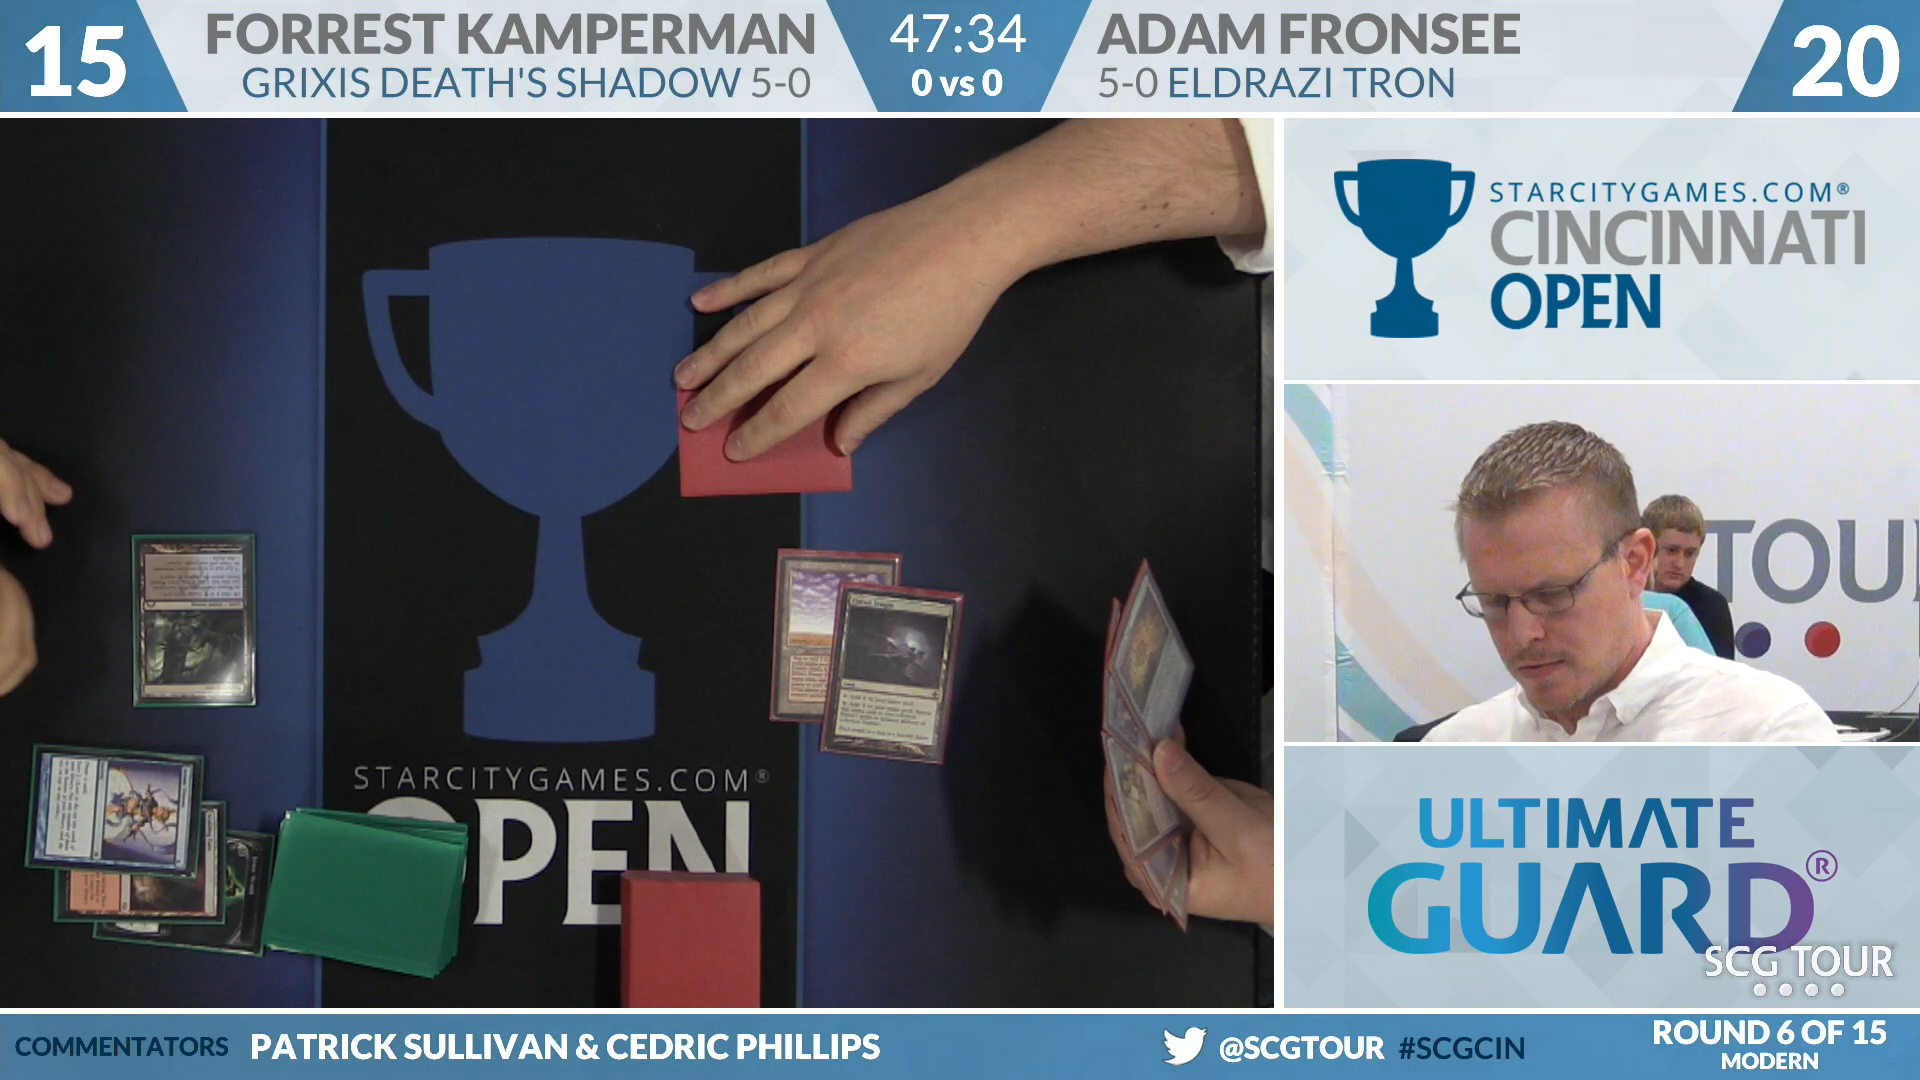 15
FORREST KAMPERMAN
GRIXIS DEATH'S SHADOW 5-0
47:34
0 vs 0
ADAM FRONSEE
5-0 ELDRAZI TRON
20
STARCITYGAMES.COM®
CINCINNATI
OPEN
TOU
STARCITYGAMES.COM®
OPEN
ULTIMATE
GUARD®
SCG TOUR
COMMENTATORS PATRICK SULLIVAN & CEDRIC PHILLIPS
@SCGTOUR #SCGCIN
ROUND 6 OF 15
MODERN